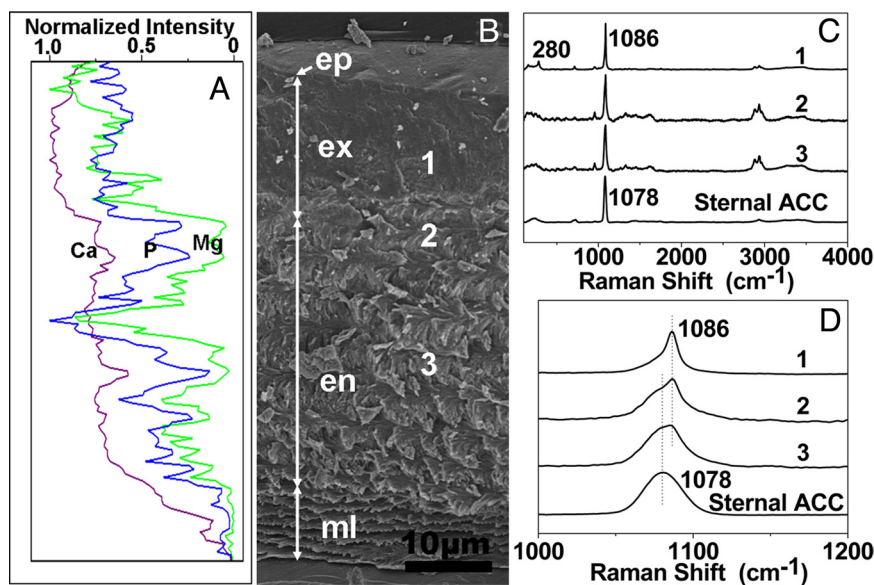 Normalized Intensity
1.0 0.5 0
A
Ca P Mg
B
ep
ex
1
2
3
en
ml
10μm
C
280 1086
1
2
3
1078
Sternal ACC
1000 2000 3000 4000
Raman Shift (cm-1)
D
1086
1
2
3
1078
Sternal ACC
1000 1100 1200
Raman Shift (cm-1)